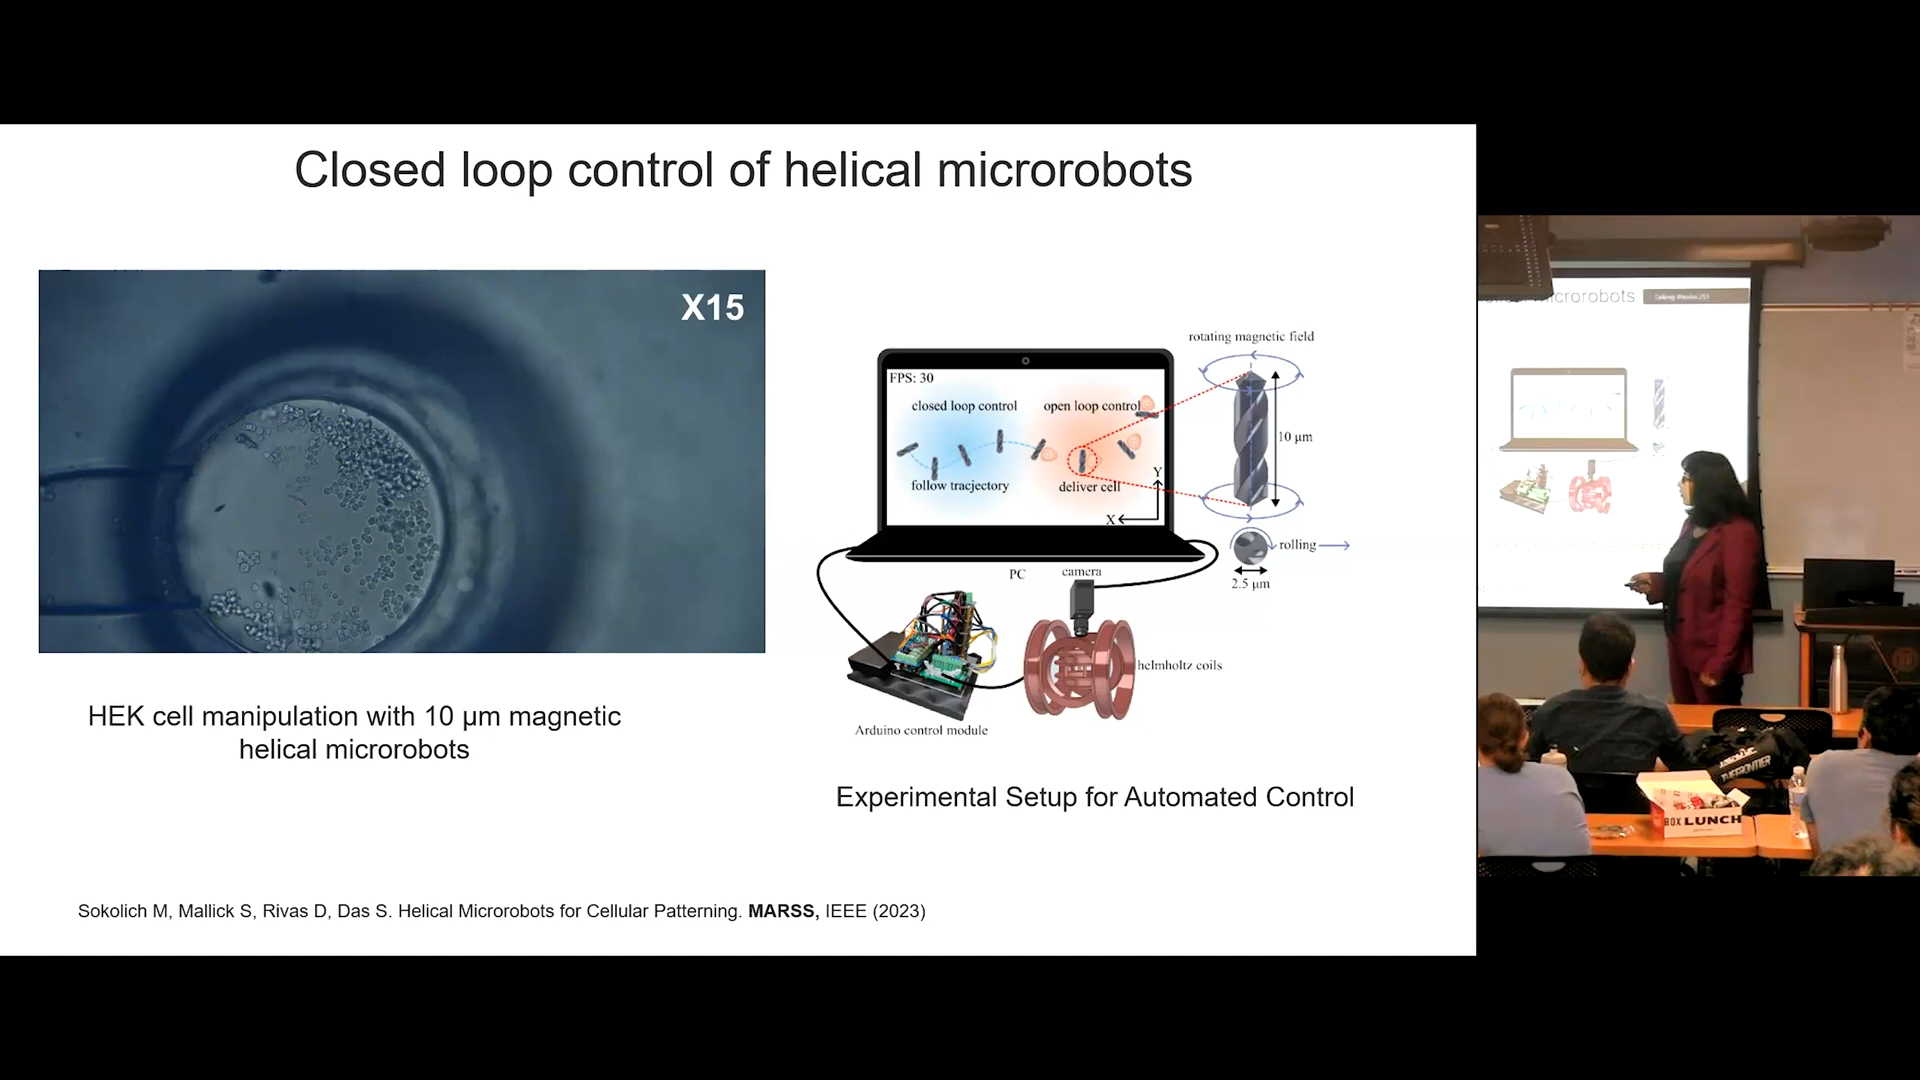 Closed loop control of helical microrobots
X15
HEK cell manipulation with 10 µm magnetic
helical microrobots
FPS: 30
closed loop control
open loop control
follow tracjectory
deliver cell
Y
X
rotating magnetic field
10 µm
rolling
2.5 µm
PC
camera
helmholtz coils
Arduino control module
Experimental Setup for Automated Control
Sokolich M, Mallick S, Rivas D, Das S. Helical Microrobots for Cellular Patterning. MARSS, IEEE (2023)
microrobots
BOX LUNCH